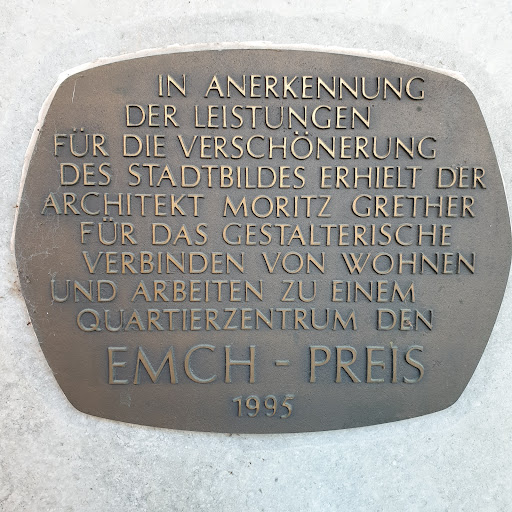 IN ANERKENNUNG
DER LEISTUNGEN
FÜR DIE VERSCHÖNERUNG
DES STADTBILDES ERHIELT DER
ARCHITEKT MORITZ GRETHER
FÜR DAS GESTALTERISCHE
VERBINDEN VON WOHNEN
UND ARBEITEN ZU EINEM
QUARTIERZENTRUM DEN
EMCH - PREIS
1995